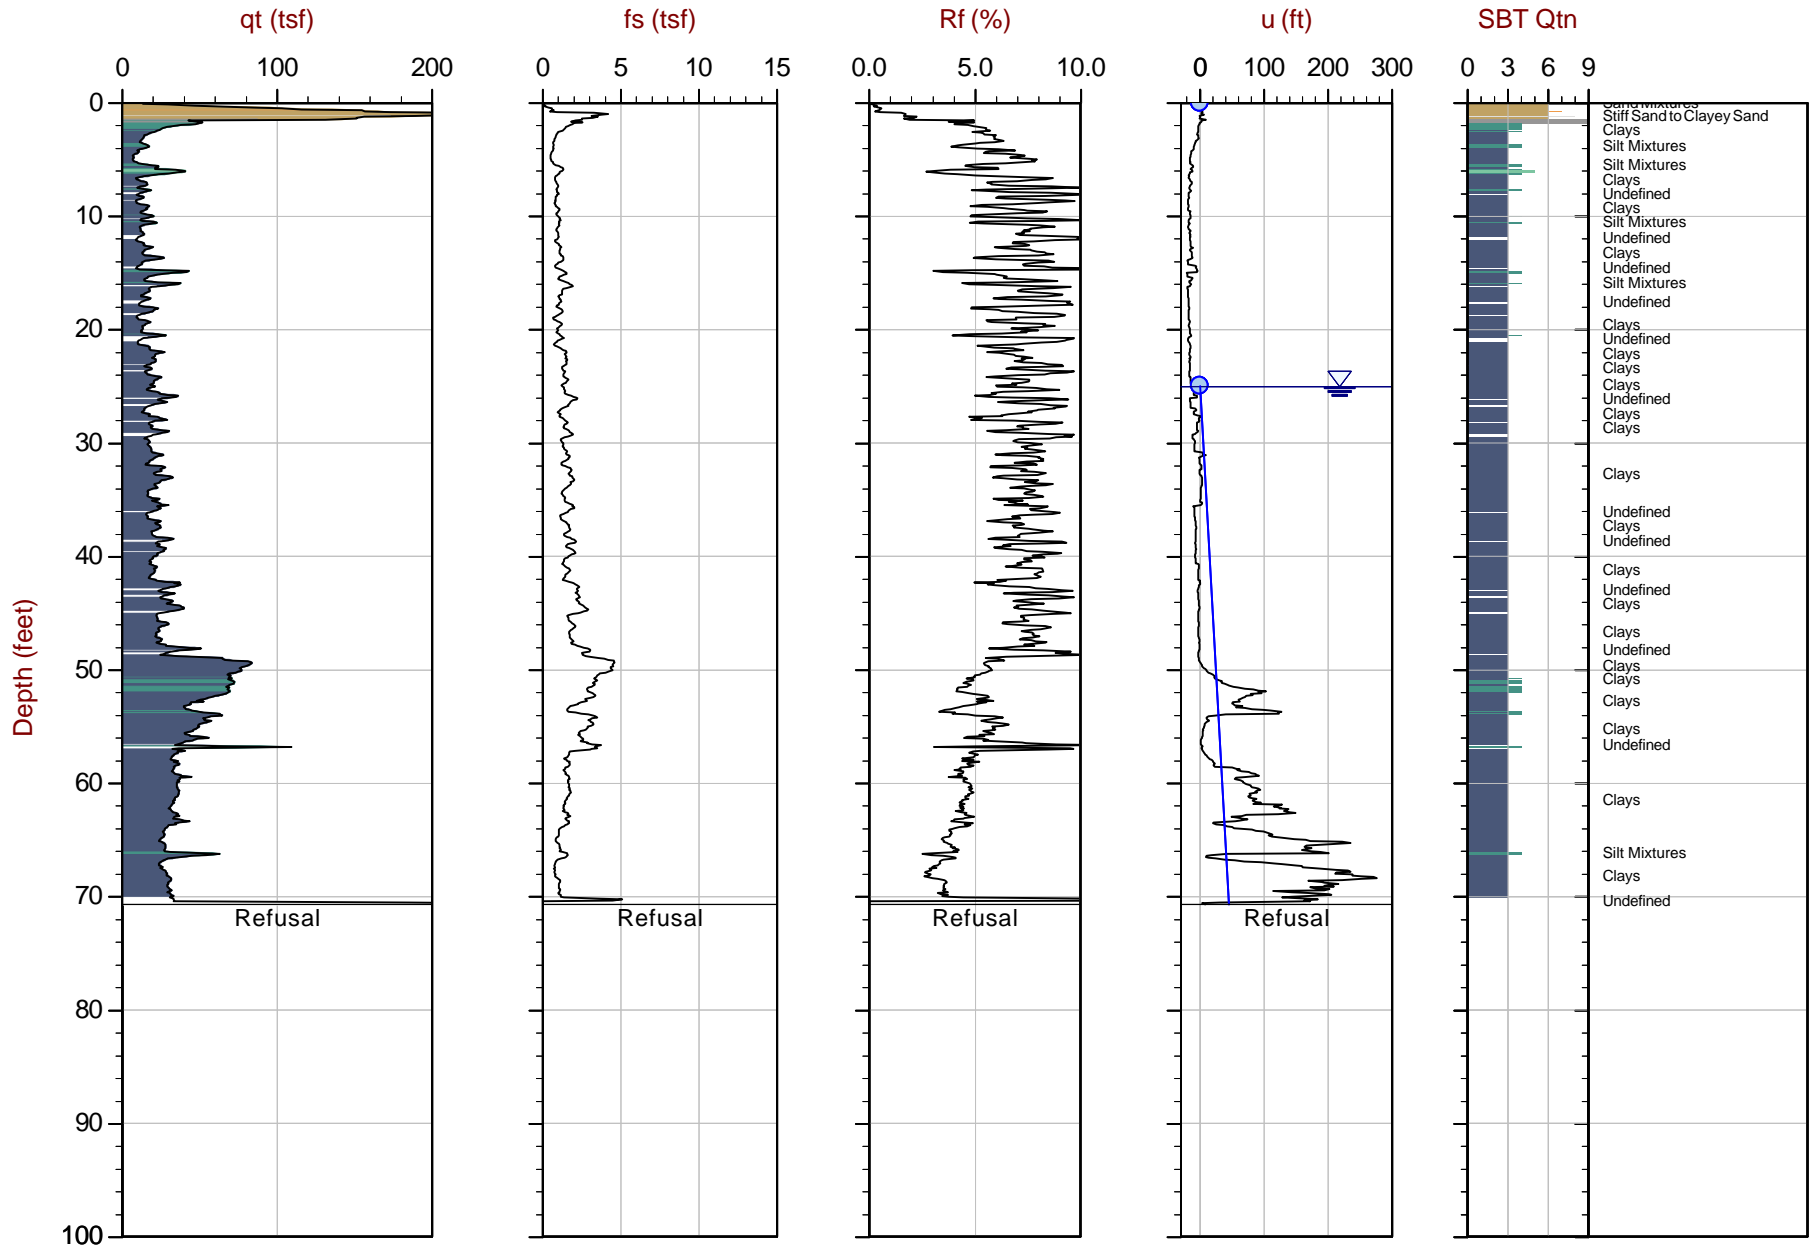 qt (tsf) fs (tsf) Rf (%) u (ft) SBT Qtn
0 100 200 0 5 15 0.0 5.0 10.0 0 100 200 300 0 3 6 9
0
10
20
30
40
50
60
70
80
90
100
Depth (feet)
Sand Mixtures
Stiff Sand to Clayey Sand
Clays
Silt Mixtures
Silt Mixtures
Clays
Undefined
Clays
Silt Mixtures
Undefined
Clays
Undefined
Silt Mixtures
Undefined
Clays
Undefined
Clays
Clays
Clays
Undefined
Clays
Clays
Clays
Undefined
Clays
Undefined
Clays
Undefined
Clays
Clays
Undefined
Clays
Clays
Clays
Clays
Undefined
Clays
Silt Mixtures
Clays
Undefined
Refusal Refusal Refusal Refusal